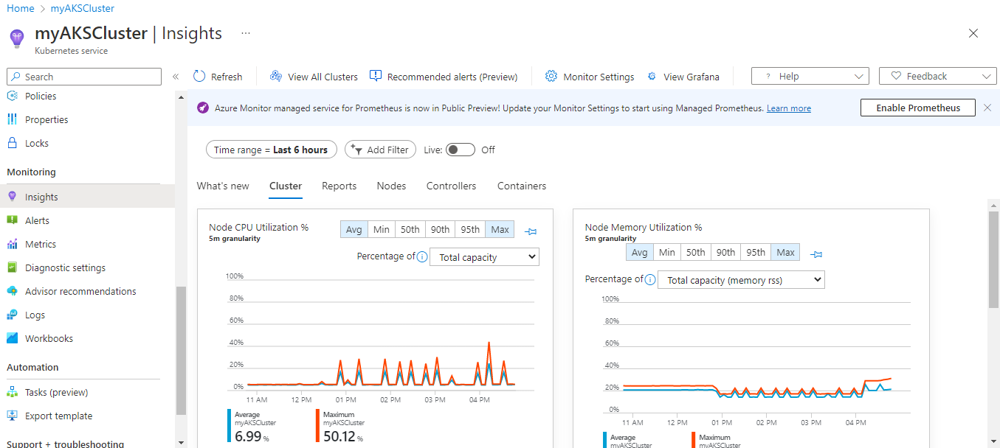 Home > myAKSCluster
myAKSCluster | Insights ...
Kubernetes service
Search
«
Refresh
View All Clusters
Recommended alerts (Preview)
Monitor Settings
View Grafana
? Help
Feedback
Policies
Properties
Locks
Monitoring
Insights
Alerts
Metrics
Diagnostic settings
Advisor recommendations
Logs
Workbooks
Automation
Tasks (preview)
Export template
Support + troubleshooting
Azure Monitor managed service for Prometheus is now in Public Preview! Update your Monitor Settings to start using Managed Prometheus. Learn more
Enable Prometheus
Time range = Last 6 hours
Add Filter
Live: Off
What's new
Cluster
Reports
Nodes
Controllers
Containers
Node CPU Utilization %
5m granularity
Avg Min 50th 90th 95th Max
Percentage of Total capacity
100%
80%
60%
40%
20%
0%
11 AM 12 PM 01 PM 02 PM 03 PM 04 PM
Average
myAKSCluster
6.99 %
Maximum
myAKSCluster
50.12 %
Node Memory Utilization %
5m granularity
Avg Min 50th 90th 95th Max
Percentage of Total capacity (memory rss)
100%
80%
60%
40%
20%
0%
11 AM 12 PM 01 PM 02 PM 03 PM 04 PM
Average
myAKSCluster
Maximum
myAKSCluster